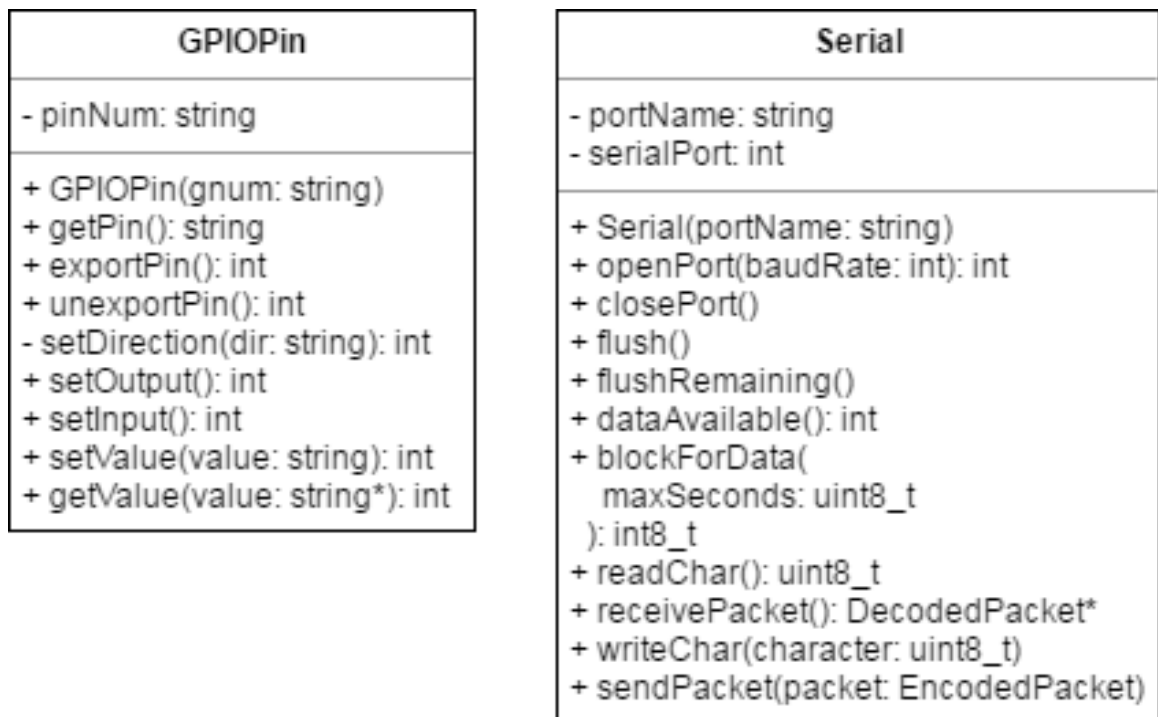 GPIOPin
- pinNum: string
+ GPIOPin(gnum: string)
+ getPin(): string
+ exportPin(): int
+ unexportPin(): int
- setDirection(dir: string): int
+ setOutput(): int
+ setInput(): int
+ setValue(value: string): int
+ getValue(value: string*): int
Serial
- portName: string
- serialPort: int
+ Serial(portName: string)
+ openPort(baudRate: int): int
+ closePort()
+ flush()
+ flushRemaining()
+ dataAvailable(): int
+ blockForData(
maxSeconds: uint8_t
): int8_t
+ readChar(): uint8_t
+ receivePacket(): DecodedPacket*
+ writeChar(character: uint8_t)
+ sendPacket(packet: EncodedPacket)